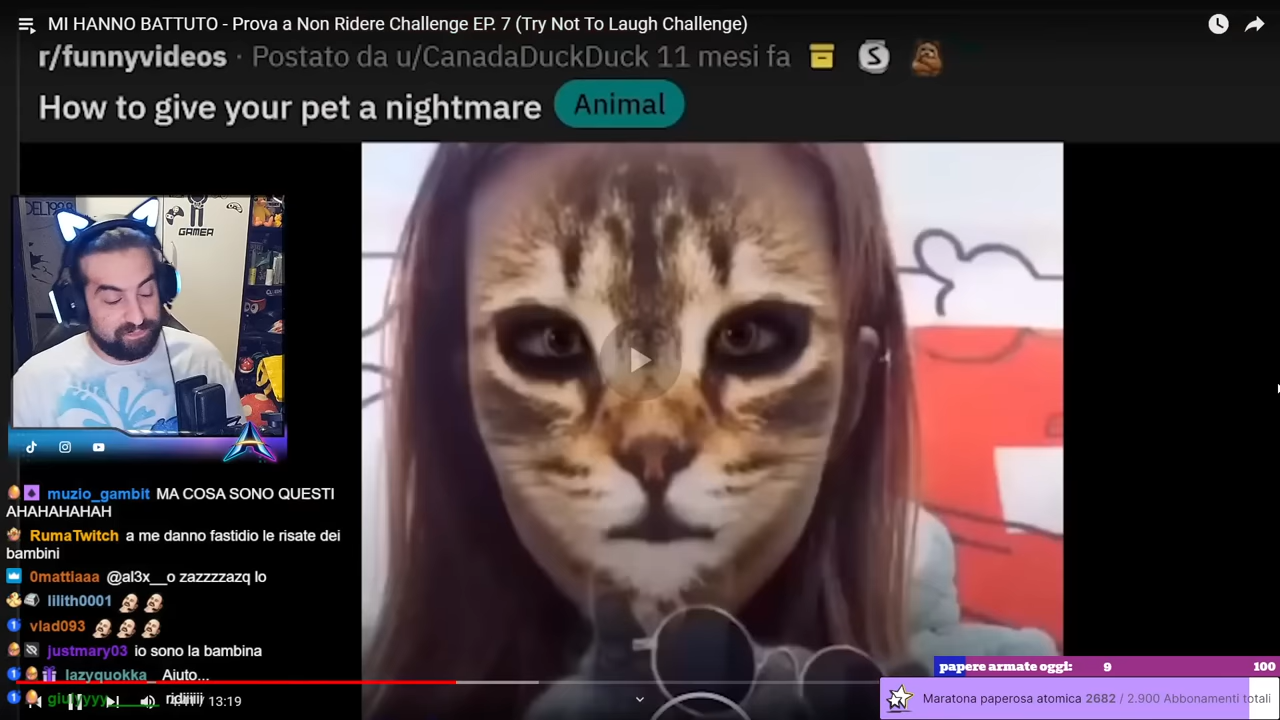 MI HANNO BATTUTO - Prova a Non Ridere Challenge EP. 7 (Try Not To Laugh Challenge)
r/funnyvideos · Postato da u/CanadaDuckDuck 11 mesi fa
How to give your pet a nightmare Animal
GAMER
muzio_gambit MA COSA SONO QUESTI
AHAHAHAHAH
RumaTwitch a me danno fastidio le risate dei
bambini
0mattiaaa @al3x__o zazzzzazq lo
lilith0001
vlad093
justmary03 io sono la bambina
lazyquokka Aiuto...
ridiiiiji
/ 13:19
papere armate oggi: 9 100
Maratona paperosa atomica 2682 / 2.900 Abbonamenti totali